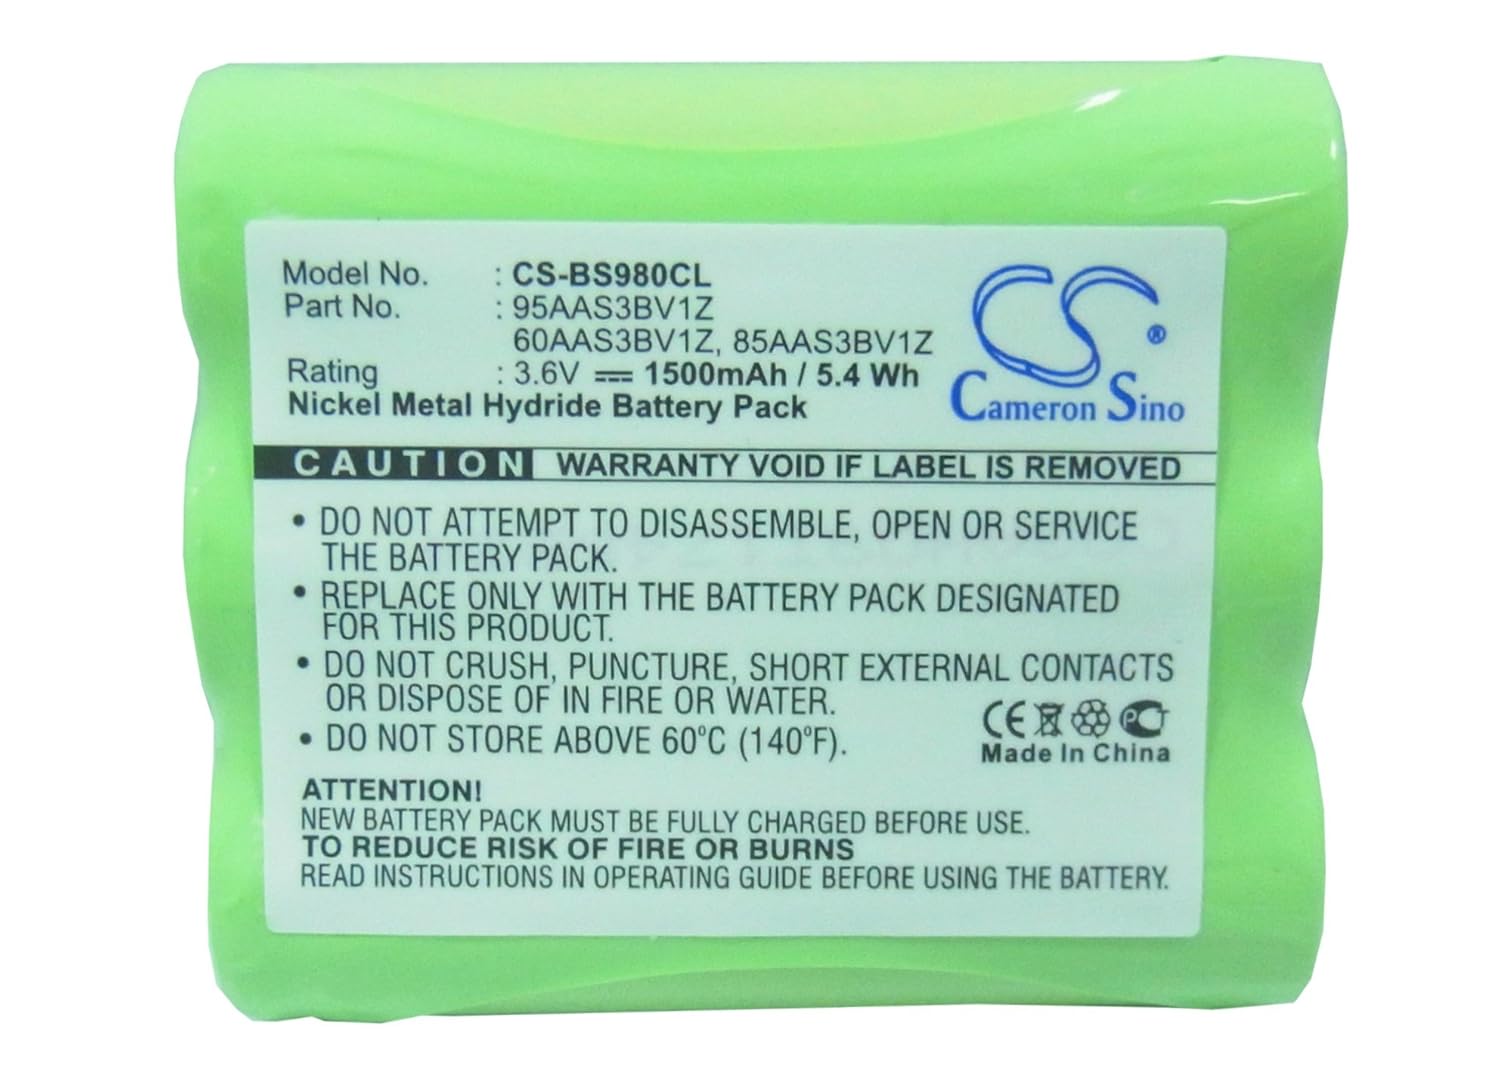 Model No. : CS-BS980CL
Part No. : 95AAS3BV1Z
60AAS3BV1Z, 85AAS3BV1Z
Rating : 3.6V 1500mAh / 5.4 Wh
Nickel Metal Hydride Battery Pack
CS ®
Cameron Sino
CAUTION WARRANTY VOID IF LABEL IS REMOVED
• DO NOT ATTEMPT TO DISASSEMBLE, OPEN OR SERVICE
THE BATTERY PACK.
• REPLACE ONLY WITH THE BATTERY PACK DESIGNATED
FOR THIS PRODUCT.
• DO NOT CRUSH, PUNCTURE, SHORT EXTERNAL CONTACTS
OR DISPOSE OF IN FIRE OR WATER.
• DO NOT STORE ABOVE 60°C (140°F).
CE PCT
Made In China
ATTENTION!
NEW BATTERY PACK MUST BE FULLY CHARGED BEFORE USE.
TO REDUCE RISK OF FIRE OR BURNS
READ INSTRUCTIONS IN OPERATING GUIDE BEFORE USING THE BATTERY.